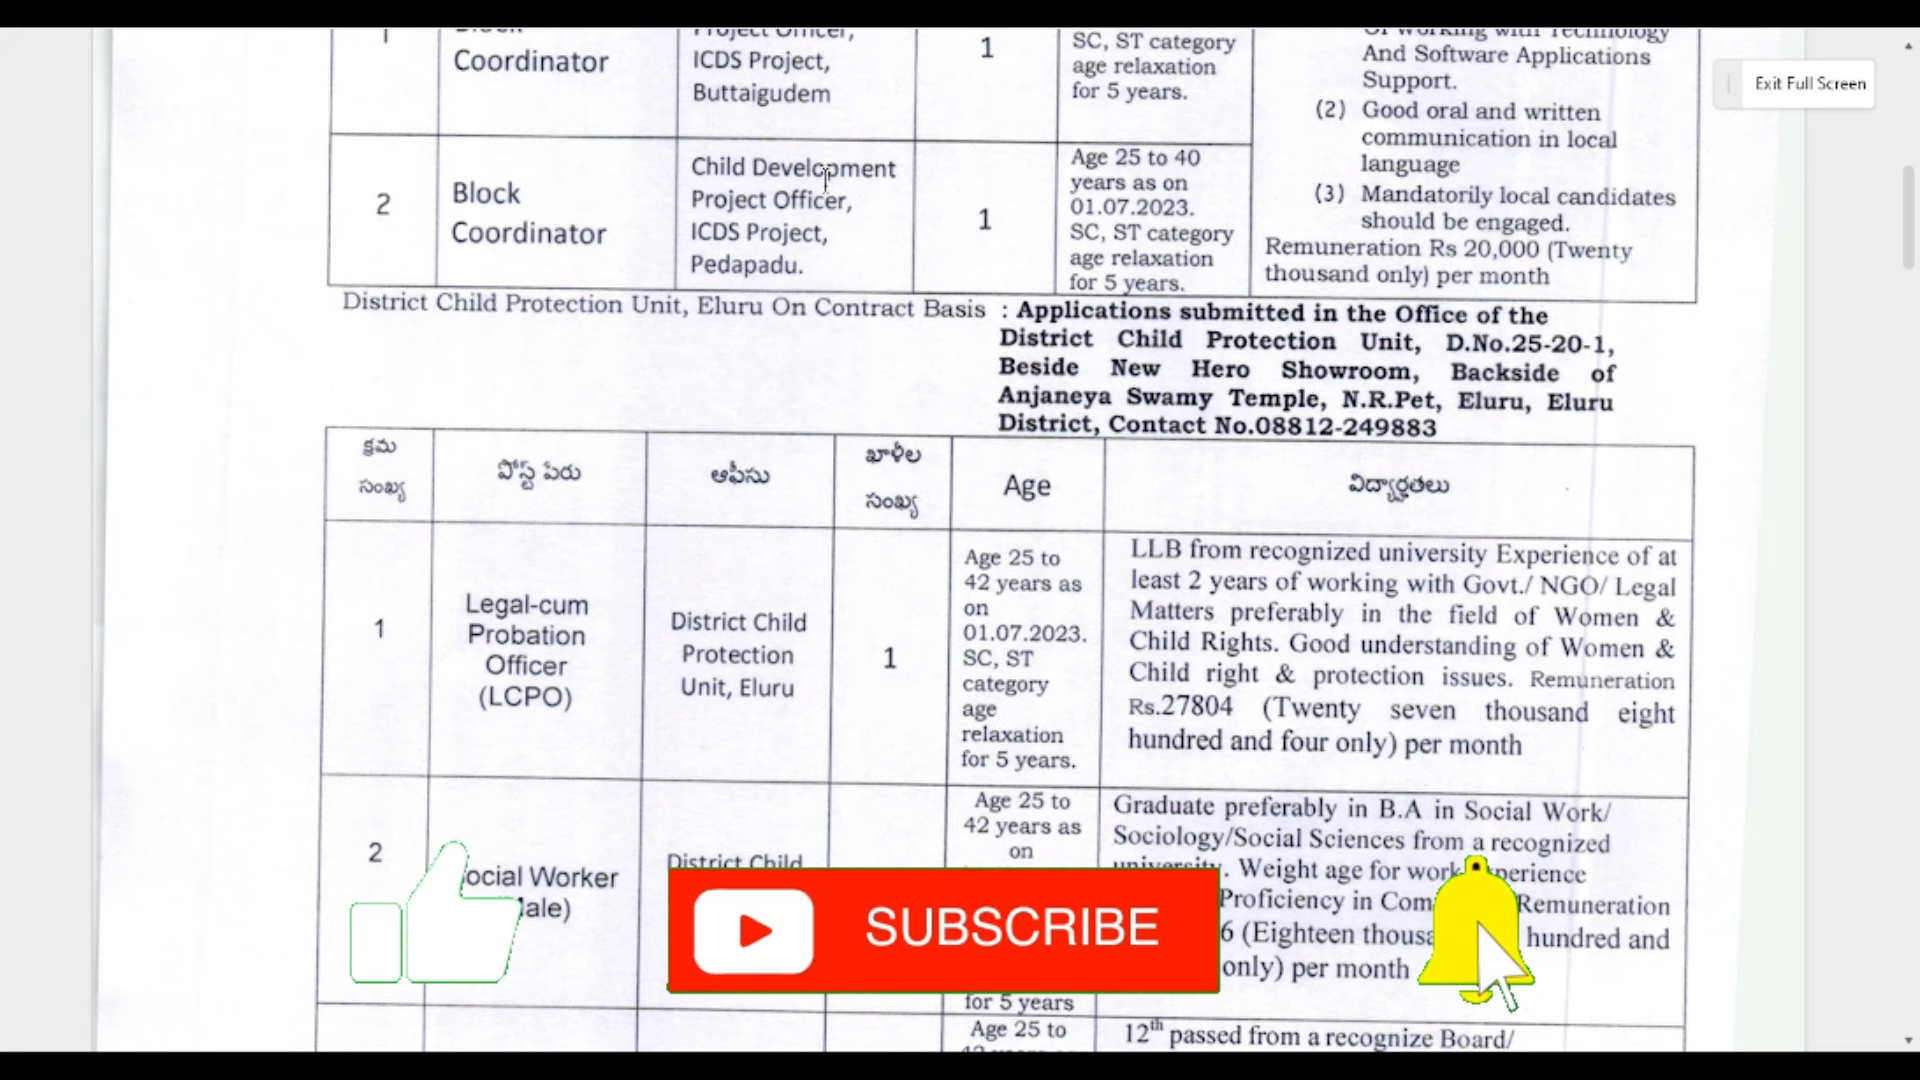 1
Coordinator
Project Officer,
ICDS Project,
Buttaigudem
1
SC, ST category
age relaxation
for 5 years.
Of working with Technology
And Software Applications
Support.
(2) Good oral and written
communication in local
language
(3) Mandatorily local candidates
should be engaged.
Remuneration Rs 20,000 (Twenty
thousand only) per month
Exit Full Screen
2
Block
Coordinator
Child Development
Project Officer,
ICDS Project,
Pedapadu.
1
Age 25 to 40
years as on
01.07.2023.
SC, ST category
age relaxation
for 5 years.
District Child Protection Unit, Eluru On Contract Basis : Applications submitted in the Office of the
District Child Protection Unit, D.No.25-20-1,
Beside New Hero Showroom, Backside of
Anjaneya Swamy Temple, N.R.Pet, Eluru, Eluru
District, Contact No.08812-249883
క్రమ
సంఖ్య
పోస్ట్ పేరు
ఆఫీసు
ఖాళీల
సంఖ్య
Age
విద్యార్హతలు
1
Legal-cum
Probation
Officer
(LCPO)
District Child
Protection
Unit, Eluru
1
Age 25 to
42 years as
on
01.07.2023.
SC, ST
category
age
relaxation
for 5 years.
LLB from recognized university Experience of at
least 2 years of working with Govt./ NGO/ Legal
Matters preferably in the field of Women &
Child Rights. Good understanding of Women &
Child right & protection issues. Remuneration
Rs.27804 (Twenty seven thousand eight
hundred and four only) per month
2
ocial Worker
District Child
Age 25 to
42 years as
on
for 5 years
Graduate preferably in B.A in Social Work/
Sociology/Social Sciences from a recognized
university. Weight age for work
Proficiency in Remuneration
6 (Eighteen hundred and
only) per month
SUBSCRIBE
Age 25 to
12th passed from a recognize Board/